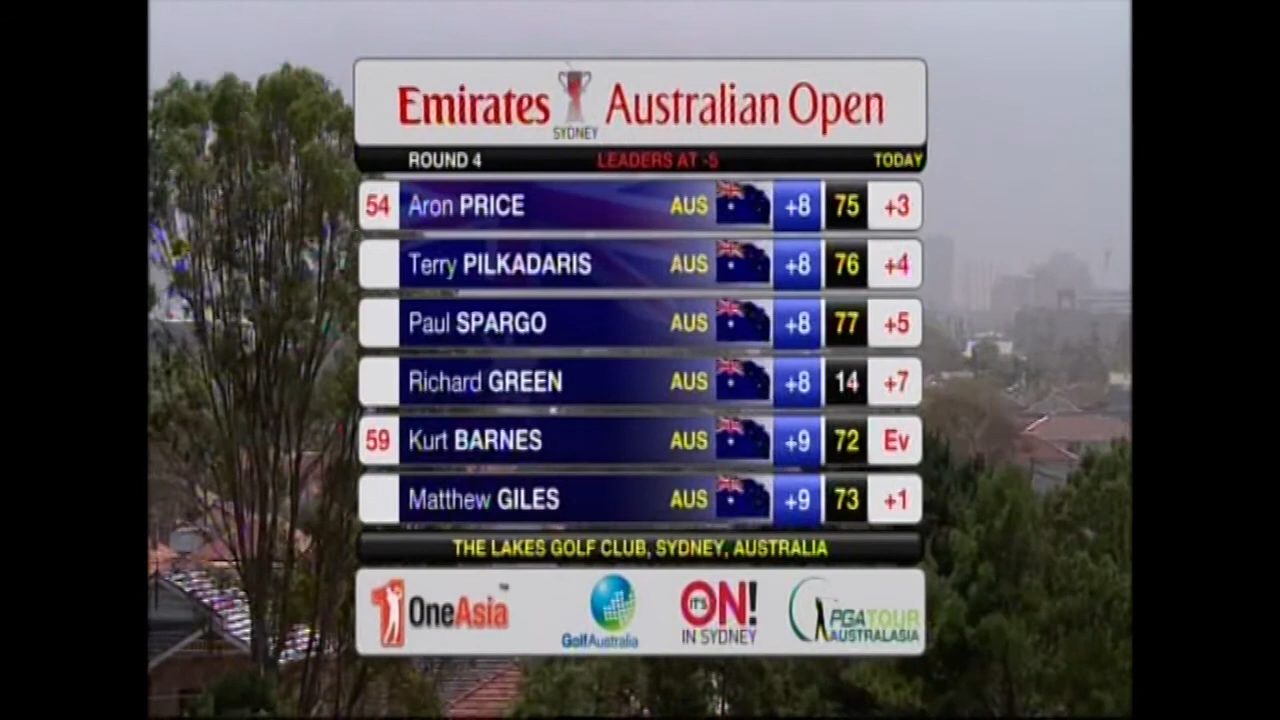 Emirates Australian Open
SYDNEY
ROUND 4 LEADERS AT -5 TODAY
54 Aron PRICE AUS +8 75 +3
Terry PILKADARIS AUS +8 76 +4
Paul SPARGO AUS +8 77 +5
Richard GREEN AUS +8 14 +7
59 Kurt BARNES AUS +9 72 Ev
Matthew GILES AUS +9 73 +1
THE LAKES GOLF CLUB, SYDNEY, AUSTRALIA
1 OneAsia™ GolfAustralia IT'S ON! IN SYDNEY PGATOUR AUSTRALASIA